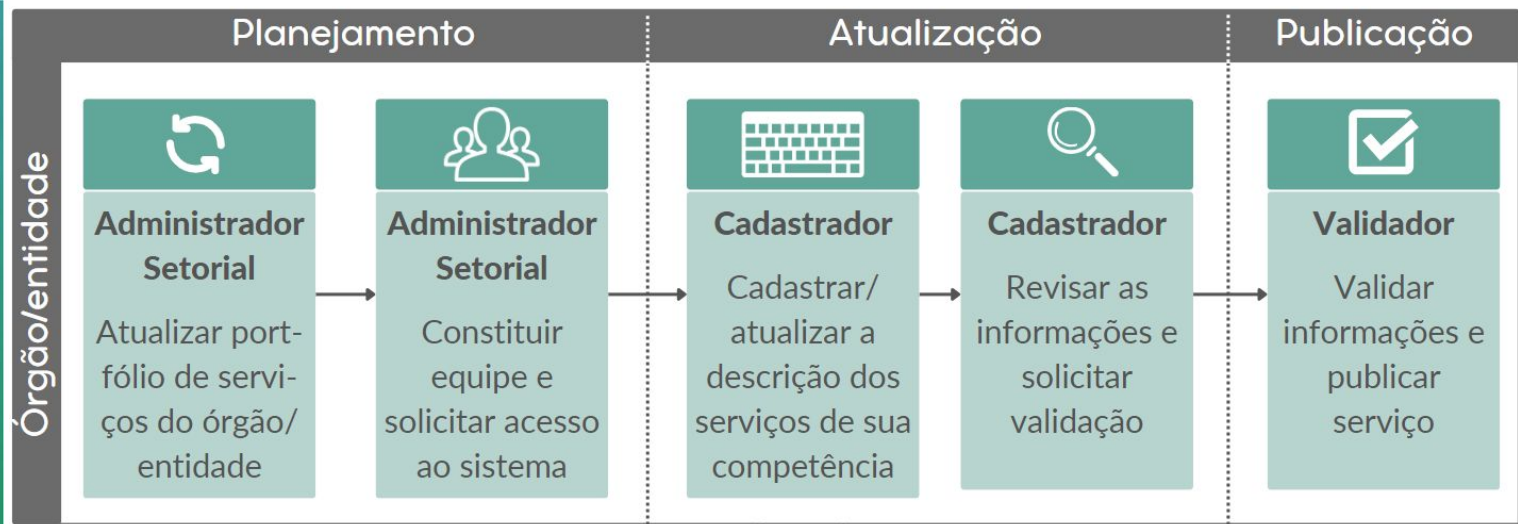 Planejamento
Atualização
Publicação
Órgão/entidade
Administrador
Setorial
Atualizar port-
fólio de servi-
ços do órgão/
entidade
Administrador
Setorial
Constituir
equipe e
solicitar acesso
ao sistema
Cadastrador
Cadastrar/
atualizar a
descrição dos
serviços de sua
competência
Cadastrador
Revisar as
informações e
solicitar
validação
Validador
Validar
informações e
publicar
serviço